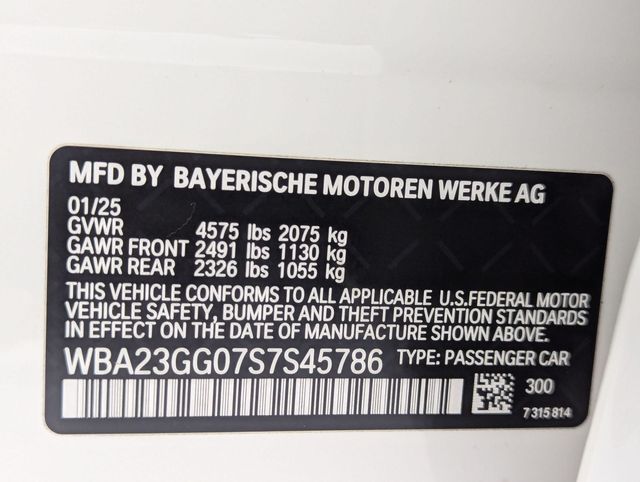 MFD BY BAYERISCHE MOTOREN WERKE AG
01/25
GVWR 4575 lbs 2075 kg
GAWR FRONT 2491 lbs 1130 kg
GAWR REAR 2326 lbs 1055 kg
THIS VEHICLE CONFORMS TO ALL APPLICABLE U.S.FEDERAL MOTOR
VEHICLE SAFETY, BUMPER AND THEFT PREVENTION STANDARDS
IN EFFECT ON THE DATE OF MANUFACTURE SHOWN ABOVE.
WBA23GG07S7S45786 TYPE: PASSENGER CAR
300
7 315 814